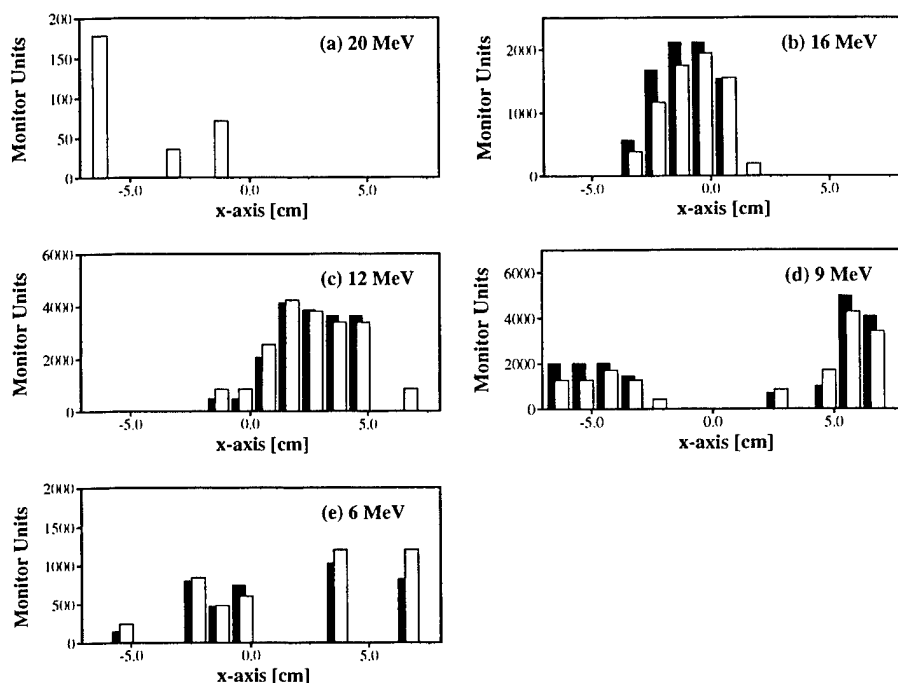 200
150
100
50
0
Monitor Units
(a) 20 MeV
-5.0 0.0 5.0
x-axis [cm]
2000
1000
0
Monitor Units
(b) 16 MeV
-5.0 0.0 5.0
x-axis [cm]
6000
4000
2000
0
Monitor Units
(c) 12 MeV
-5.0 0.0 5.0
x-axis [cm]
6000
4000
2000
0
Monitor Units
(d) 9 MeV
-5.0 0.0 5.0
x-axis [cm]
2000
1500
1000
500
0
Monitor Units
(e) 6 MeV
-5.0 0.0 5.0
x-axis [cm]